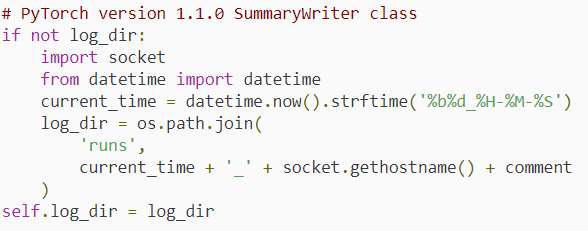 # PyTorch version 1.1.0 SummaryWriter class
if not log_dir:
    import socket
    from datetime import datetime
    current_time = datetime.now().strftime('%b%d_%H-%M-%S')
    log_dir = os.path.join(
        'runs',
        current_time + '_' + socket.gethostname() + comment
    )
self.log_dir = log_dir